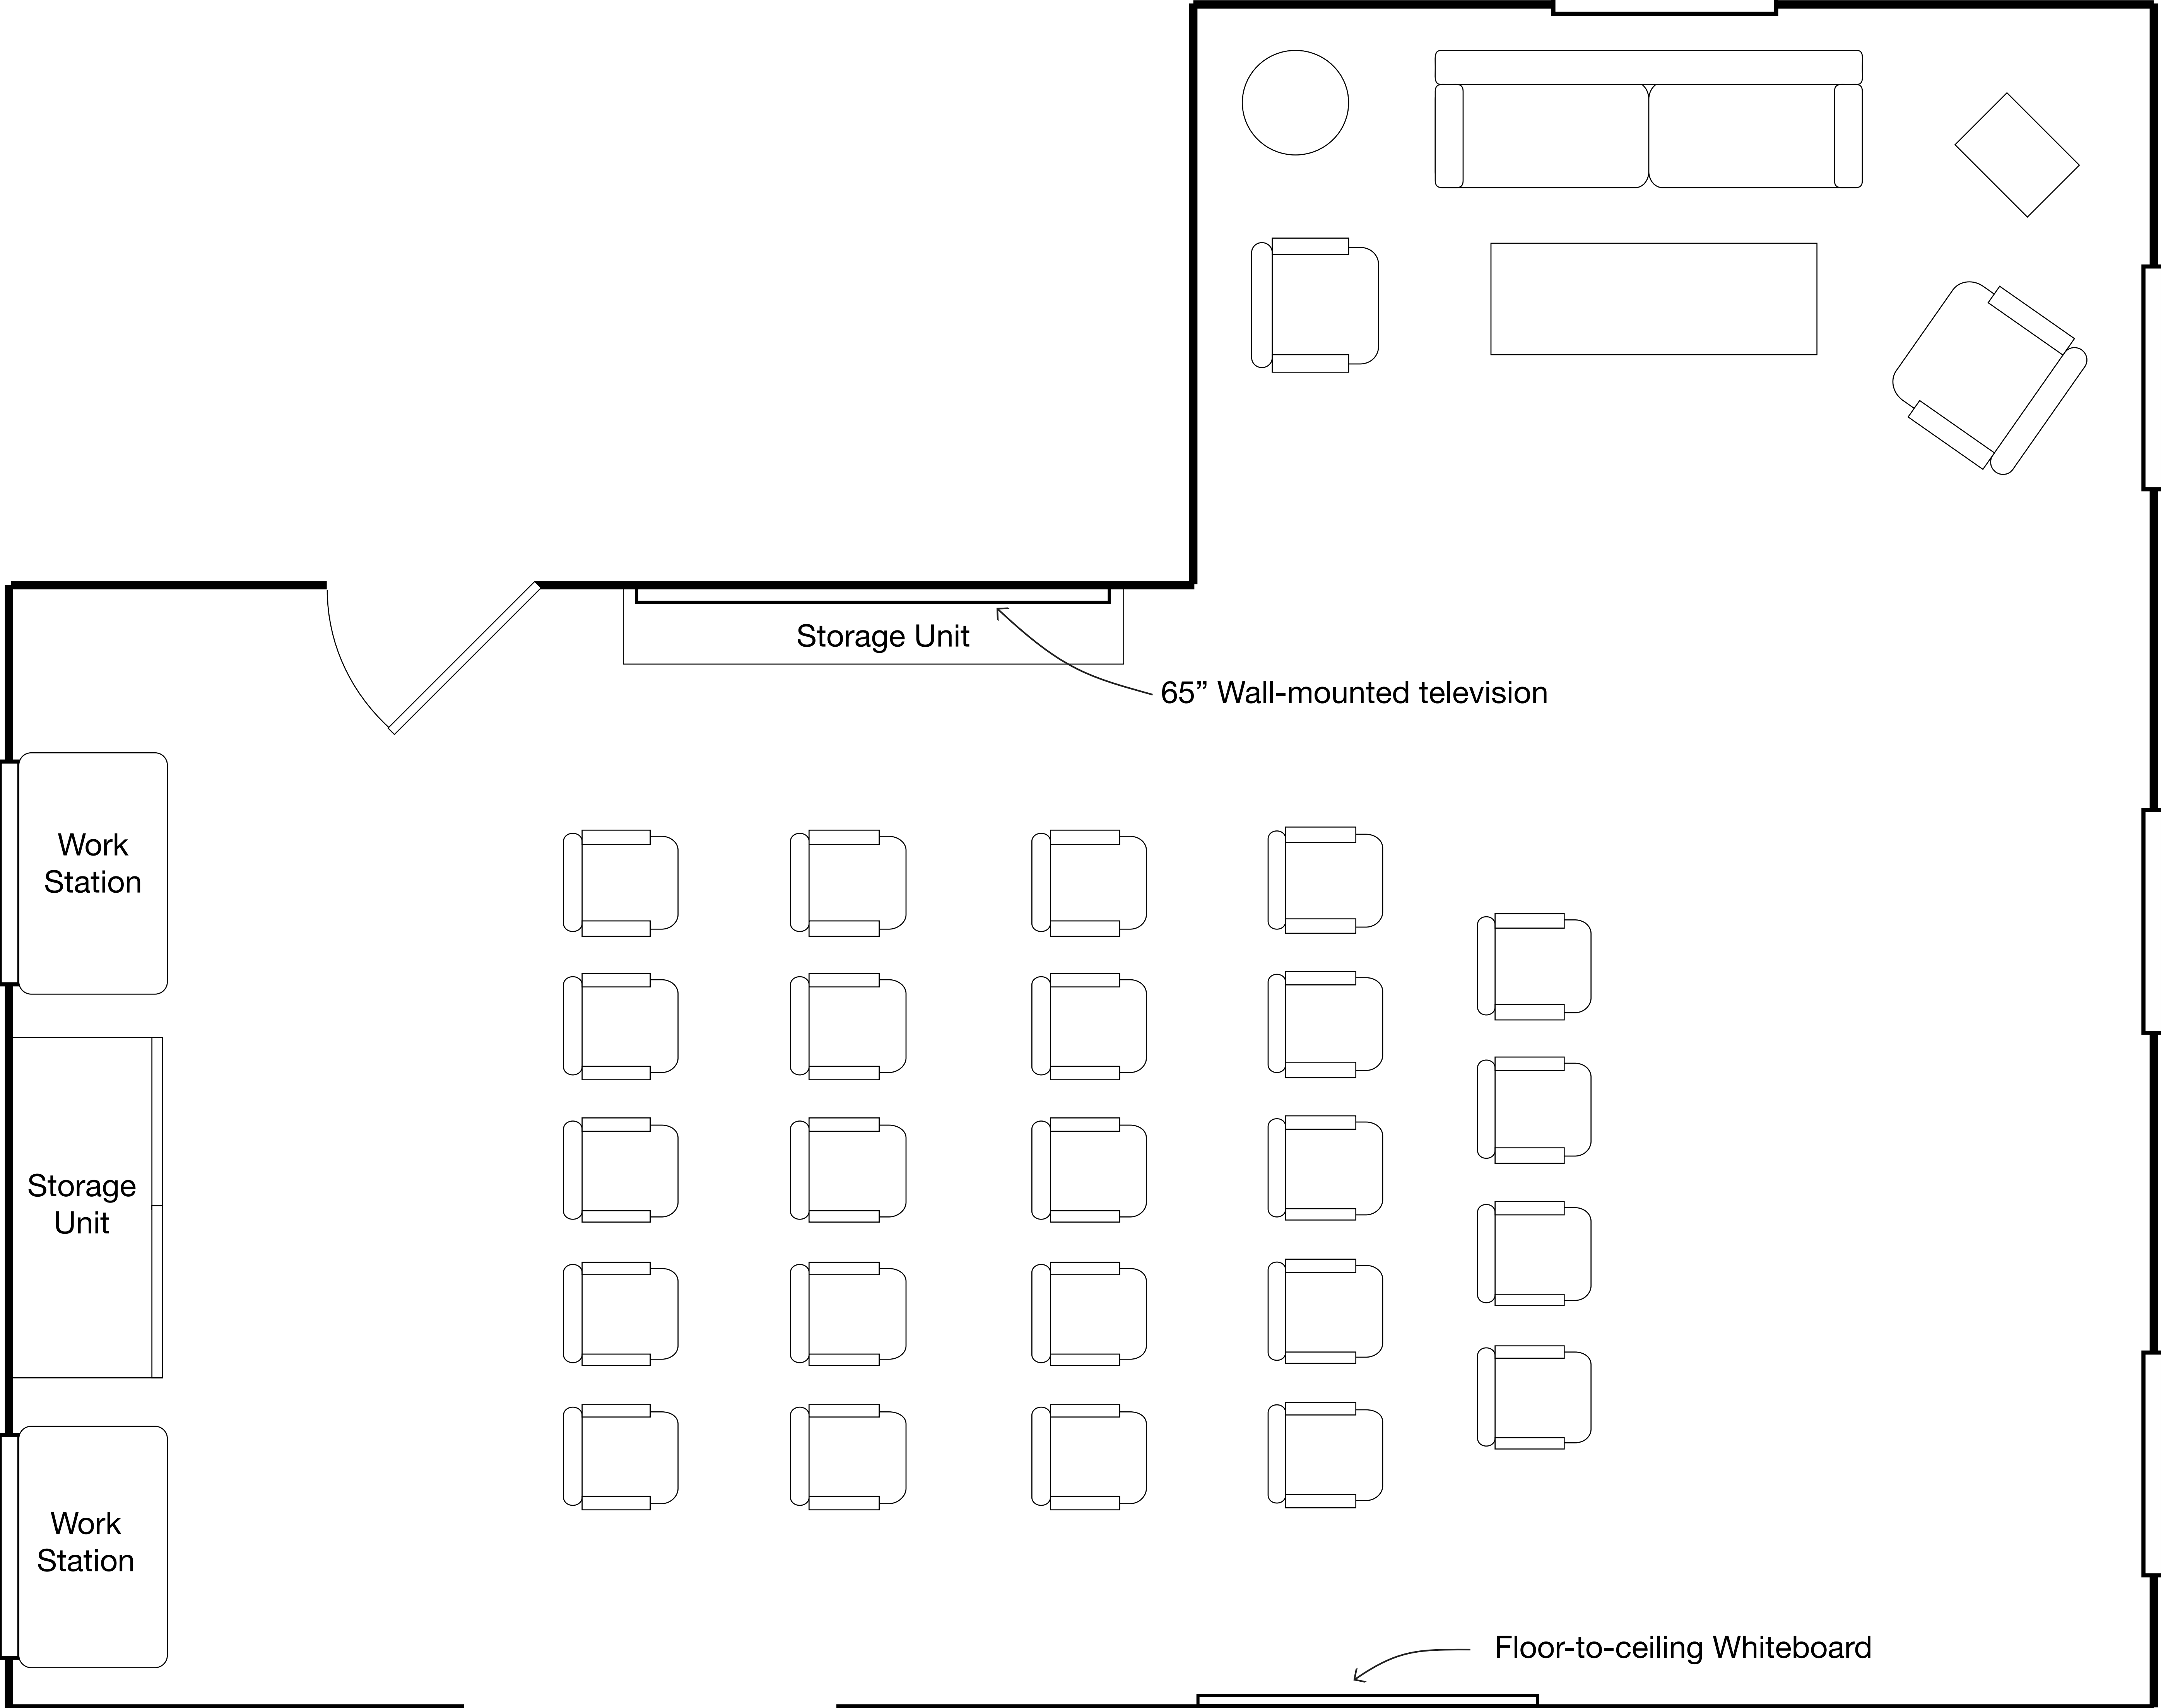 Storage Unit
65” Wall-mounted television
Work
Station
Storage
Unit
Work
Station
Floor-to-ceiling Whiteboard